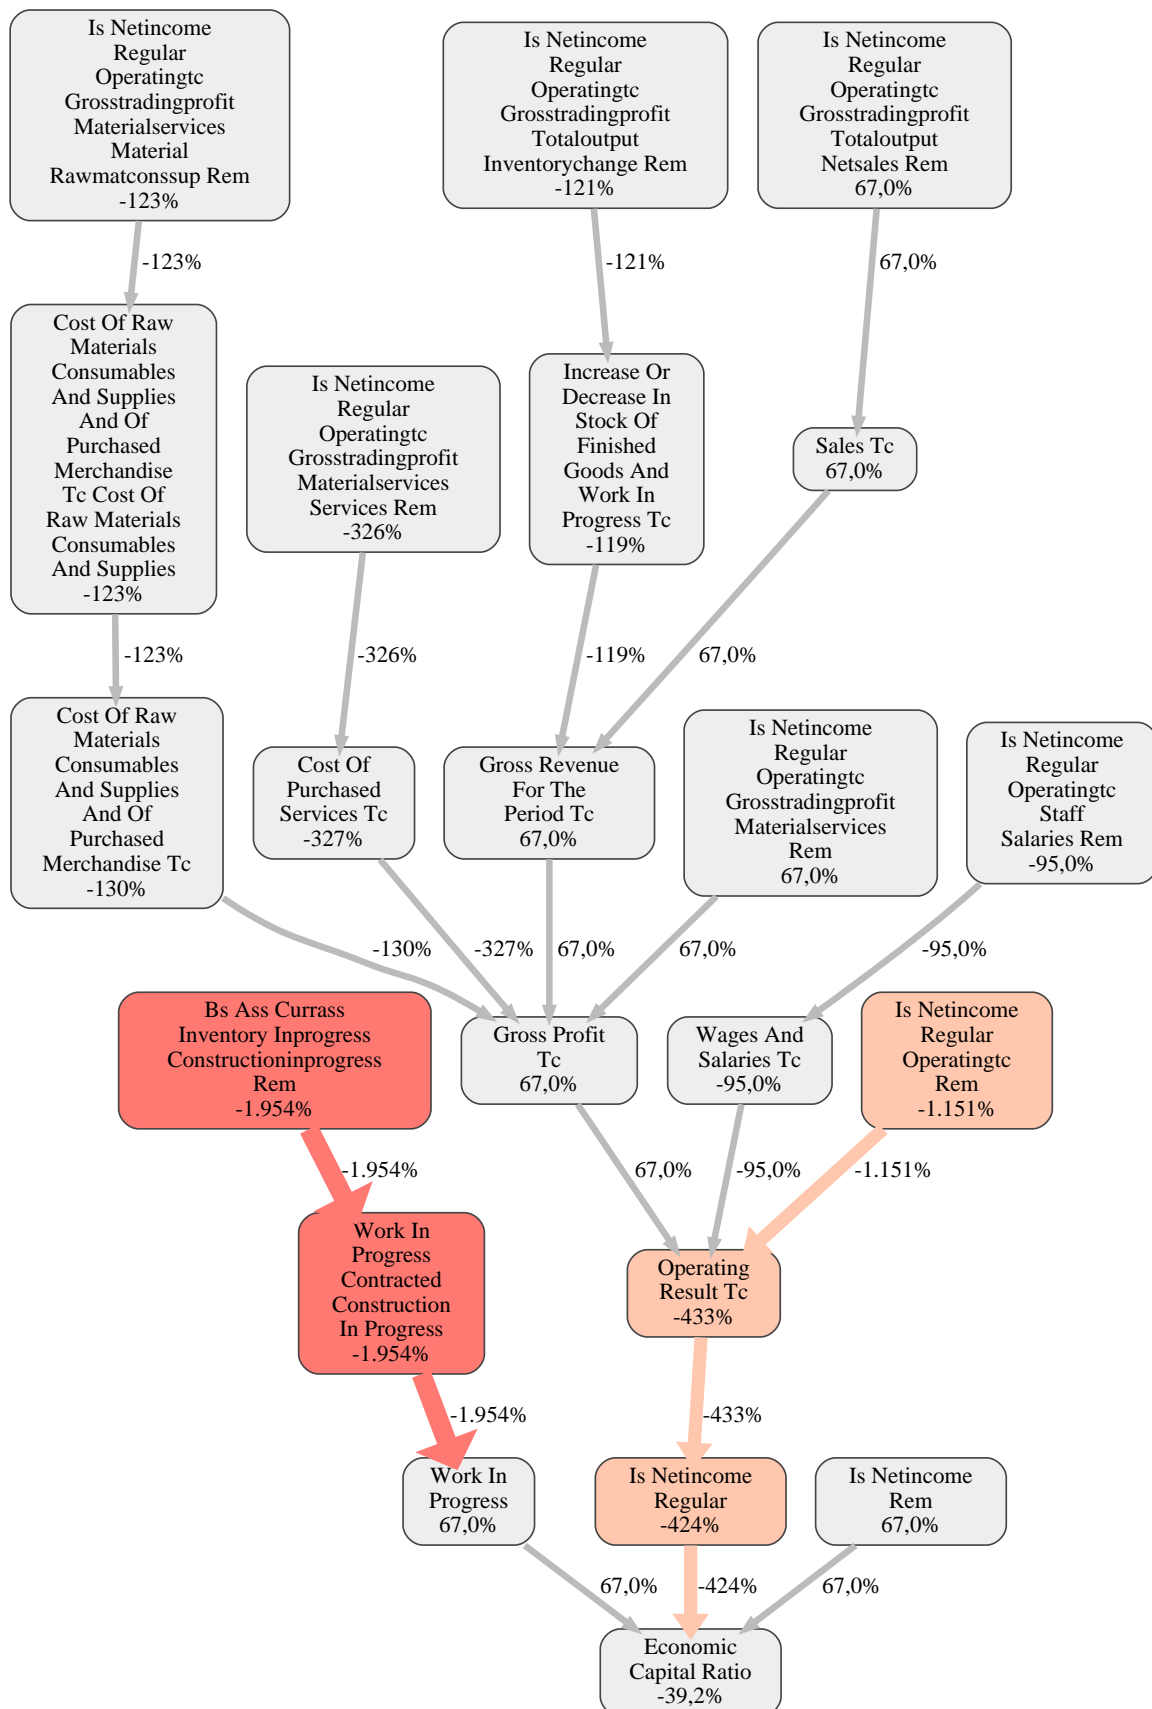 Is Netincome
Regular
Operatingtc
Grosstradingprofit
Materialservices
Material
Rawmatconssup Rem
-123%
Is Netincome
Regular
Operatingtc
Grosstradingprofit
Totaloutput
Inventorychange Rem
-121%
Is Netincome
Regular
Operatingtc
Grosstradingprofit
Totaloutput
Netsales Rem
67,0%
-123%
-121%
67,0%
Cost Of Raw
Materials
Consumables
And Supplies
And Of
Purchased
Merchandise
Tc Cost Of
Raw Materials
Consumables
And Supplies
-123%
Is Netincome
Regular
Operatingtc
Grosstradingprofit
Materialservices
Services Rem
-326%
Increase Or
Decrease In
Stock Of
Finished
Goods And
Work In
Progress Tc
-119%
Sales Tc
67,0%
-123%
-326%
-119%
67,0%
Cost Of Raw
Materials
Consumables
And Supplies
And Of
Purchased
Merchandise Tc
-130%
Cost Of
Purchased
Services Tc
-327%
Gross Revenue
For The
Period Tc
67,0%
Is Netincome
Regular
Operatingtc
Grosstradingprofit
Materialservices
Rem
67,0%
Is Netincome
Regular
Operatingtc
Staff
Salaries Rem
-95,0%
-130%
-327%
67,0%
67,0%
-95,0%
Bs Ass Currass
Inventory Inprogress
Constructioninprogress
Rem
-1.954%
Gross Profit
Tc
67,0%
Wages And
Salaries Tc
-95,0%
Is Netincome
Regular
Operatingtc
Rem
-1.151%
-1.954%
67,0%
-95,0%
-1.151%
Work In
Progress
Contracted
Construction
In Progress
-1.954%
Operating
Result Tc
-433%
-1.954%
-433%
Work In
Progress
67,0%
Is Netincome
Regular
-424%
Is Netincome
Rem
67,0%
67,0%
-424%
67,0%
Economic
Capital Ratio
-39,2%